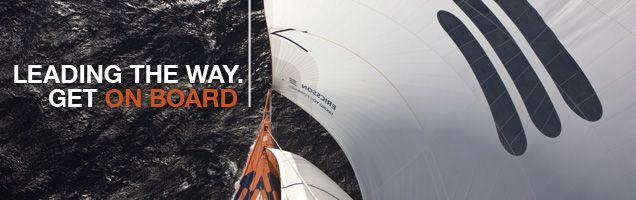 LEADING THE WAY.
GET ON BOARD
ERICSSON